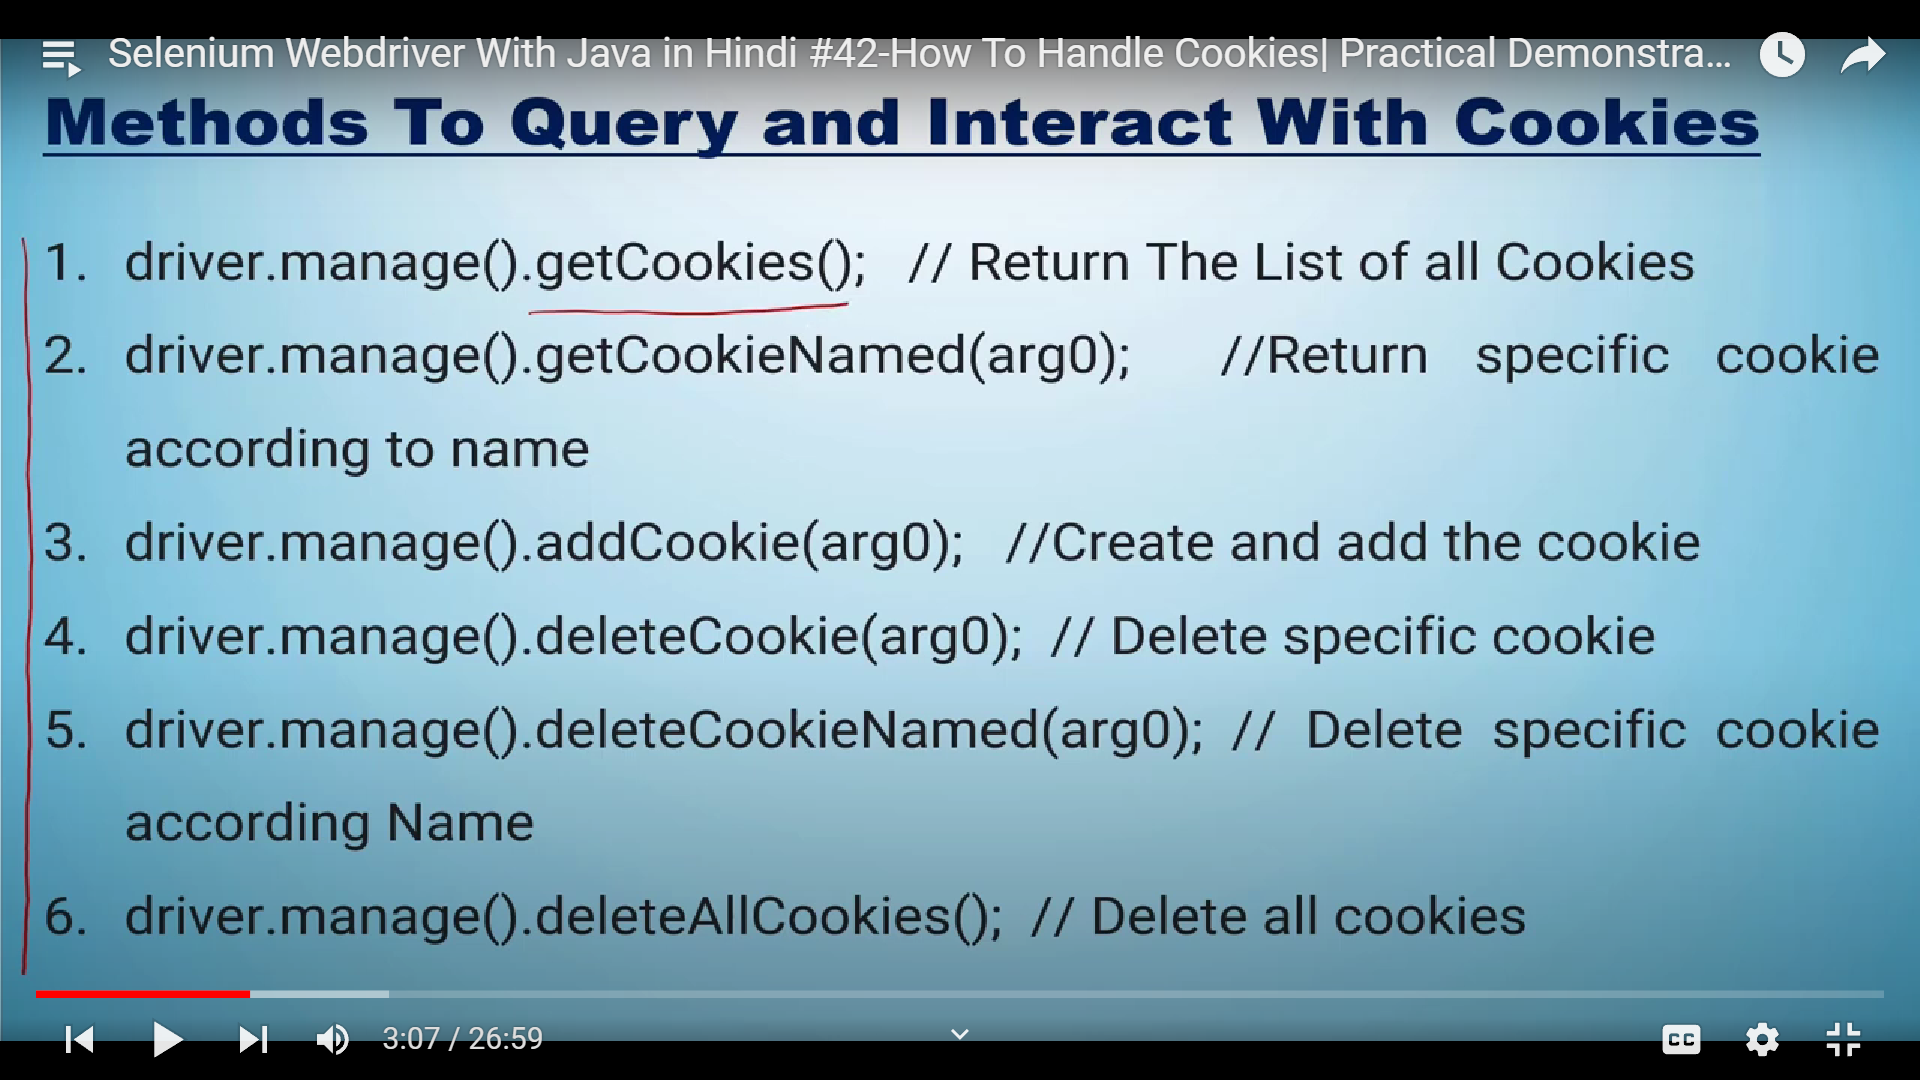 Selenium Webdriver With Java in Hindi #42-How To Handle Cookies| Practical Demonstra...
Methods To Query and Interact With Cookies
1. driver.manage().getCookies(); // Return The List of all Cookies
2. driver.manage().getCookieNamed(arg0); //Return specific cookie
according to name
3. driver.manage().addCookie(arg0); //Create and add the cookie
4. driver.manage().deleteCookie(arg0); // Delete specific cookie
5. driver.manage().deleteCookieNamed(arg0); // Delete specific cookie
according Name
6. driver.manage().deleteAllCookies(); // Delete all cookies
3:07 / 26:59
CC